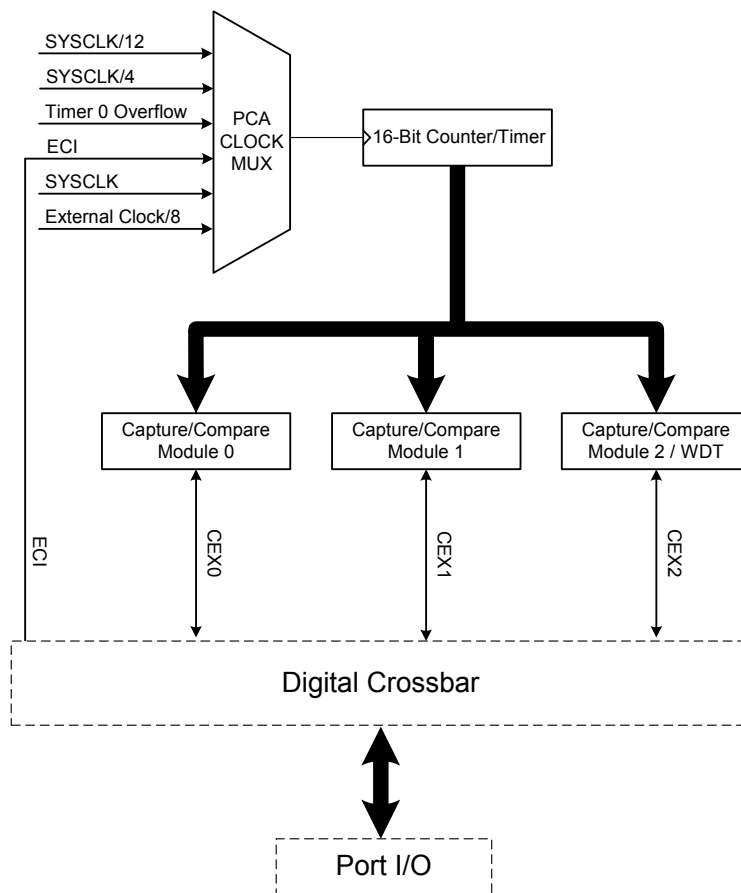 SYSCLK/12
SYSCLK/4
Timer 0 Overflow
ECI
SYSCLK
External Clock/8
PCA
CLOCK
MUX
16-Bit Counter/Timer
Capture/Compare
Module 0
Capture/Compare
Module 1
Capture/Compare
Module 2 / WDT
ECI
CEX0
CEX1
CEX2
Digital Crossbar
Port I/O